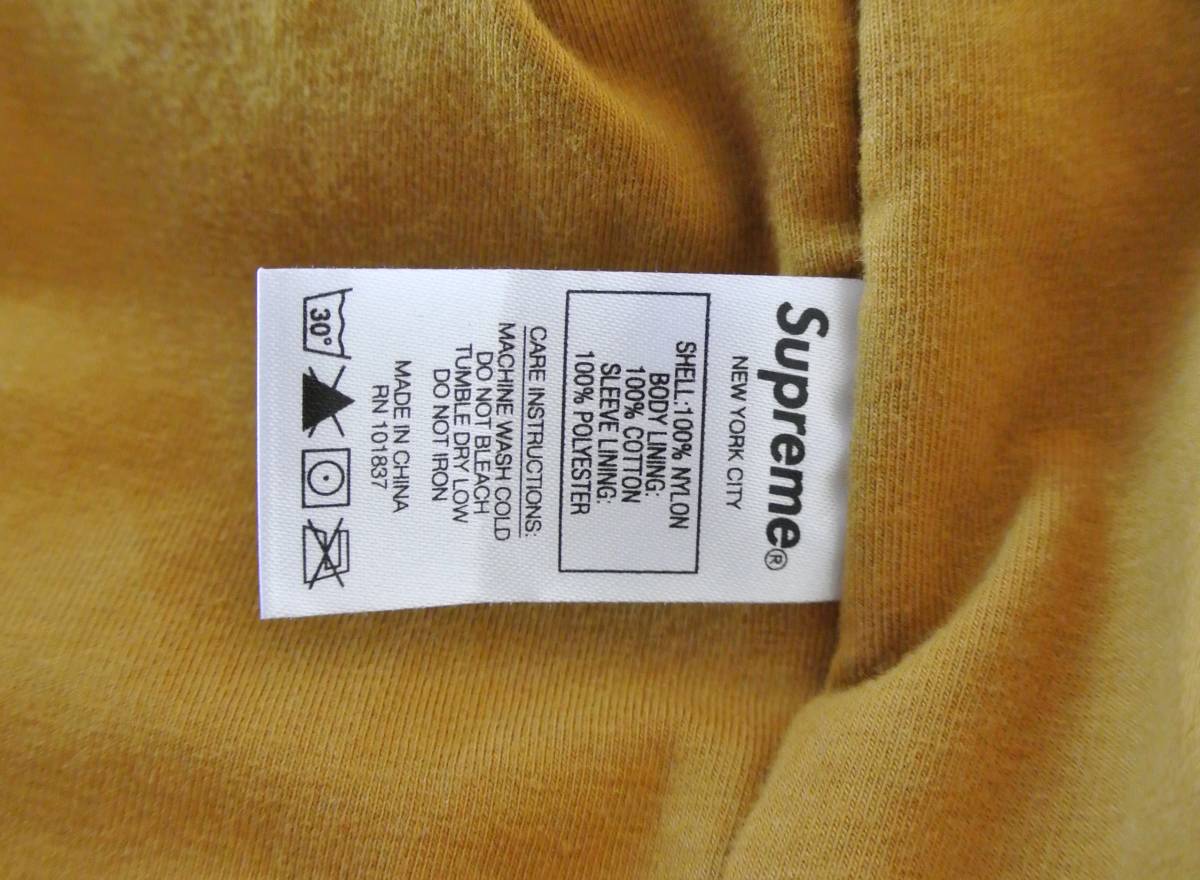 Supreme®
NEW YORK CITY
SHELL:100% NYLON
BODY LINING:
100% COTTON
SLEEVE LINING:
100% POLYESTER
CARE INSTRUCTIONS:
MACHINE WASH COLD
DO NOT BLEACH
TUMBLE DRY LOW
DO NOT IRON
MADE IN CHINA
RN 101837
30°